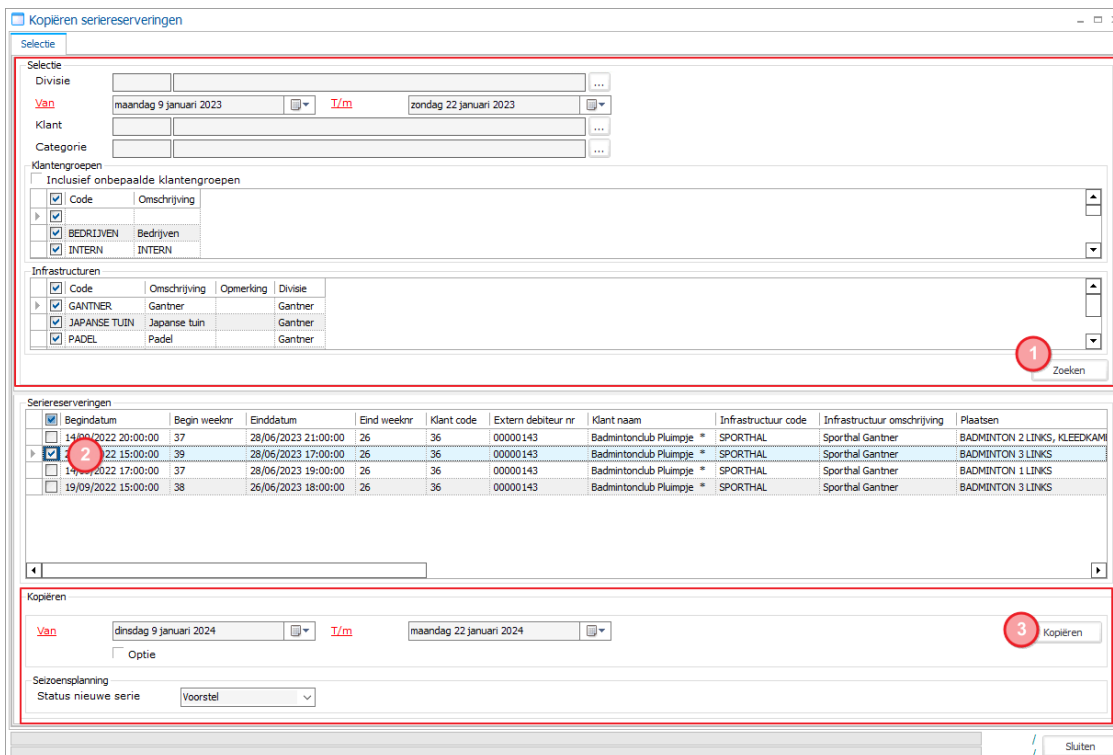 Kopiëren seriereserveringen
Selectie
Selectie
Divisie ...
Van maandag 9 januari 2023 T/m zondag 22 januari 2023
Klant ...
Categorie ...
Klantengroepen
Inclusief onbepaalde klantengroepen
Code Omschrijving
BEDRIJVEN Bedrijven
INTERN INTERN
Infrastructuren
Code Omschrijving Opmerking Divisie
GANTNER Gantner Gantner
JAPANSE TUIN Japanse tuin Gantner
PADEL Padel Gantner
1
Zoeken
Seriereserveringen
Begindatum Begin weeknr Einddatum Eind weeknr Klant code Extern debiteur nr Klant naam Infrastructuur code Infrastructuur omschrijving Plaatsen
14/09/2022 20:00:00 37 28/06/2023 21:00:00 26 36 00000143 Badmintonclub Pluimpje * SPORTHAL Sporthal Gantner BADMINTON 2 LINKS, KLEEDKAM
2 2022 15:00:00 39 28/06/2023 17:00:00 26 36 00000143 Badmintonclub Pluimpje * SPORTHAL Sporthal Gantner BADMINTON 3 LINKS
14/09/2022 17:00:00 37 28/06/2023 19:00:00 26 36 00000143 Badmintonclub Pluimpje * SPORTHAL Sporthal Gantner BADMINTON 1 LINKS
19/09/2022 15:00:00 38 26/06/2023 18:00:00 26 36 00000143 Badmintonclub Pluimpje * SPORTHAL Sporthal Gantner BADMINTON 3 LINKS
Kopiëren
Van dinsdag 9 januari 2024 T/m maandag 22 januari 2024 3 Kopiëren
Optie
Seizoensplanning
Status nieuwe serie Voorstel
/
/ Sluiten